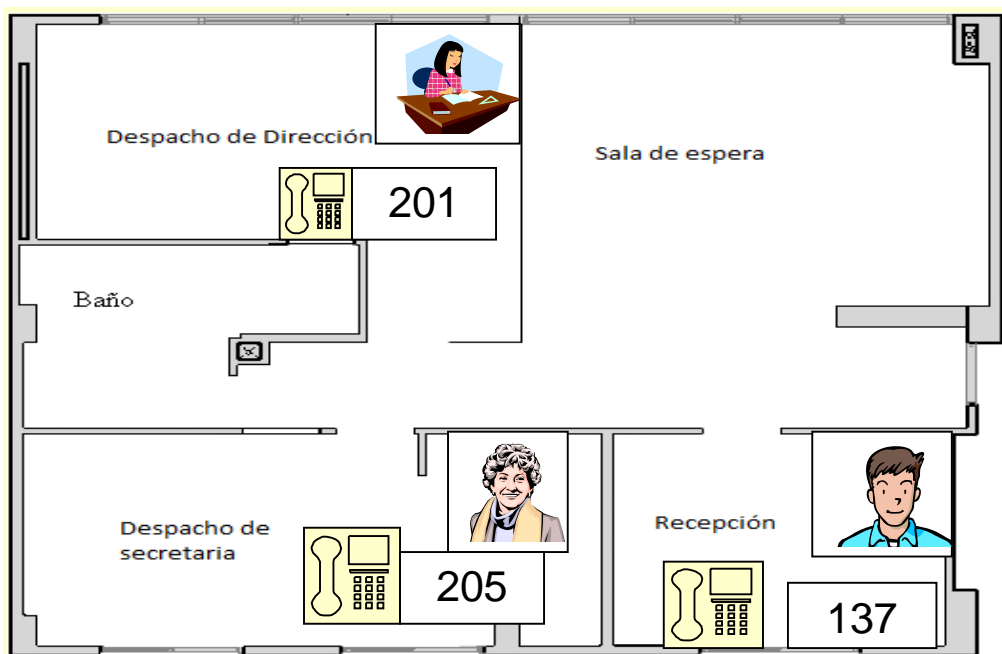 Despacho de Dirección
Sala de espera
201
Baño
Despacho de
secretaria
205
Recepción
137